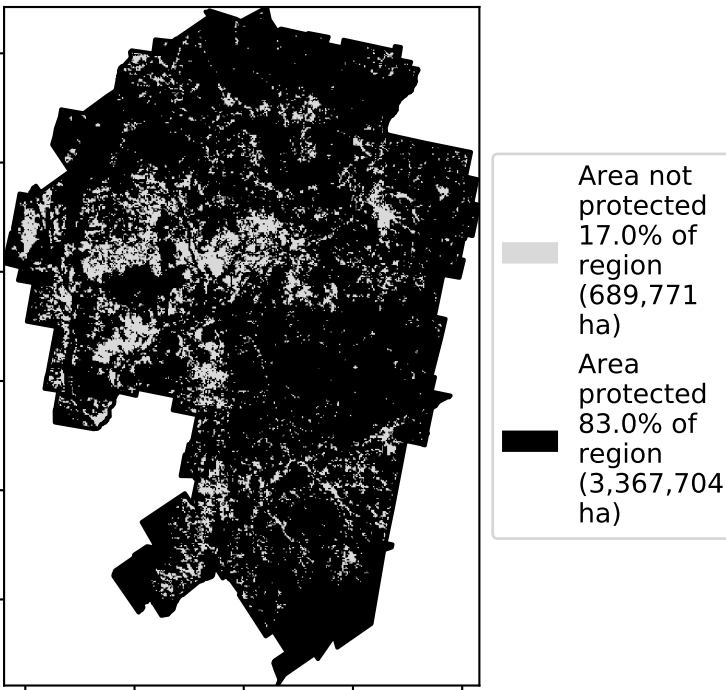 Area not
protected
17.0% of
region
(689,771
ha)
Area
protected
83.0% of
region
(3,367,704
ha)